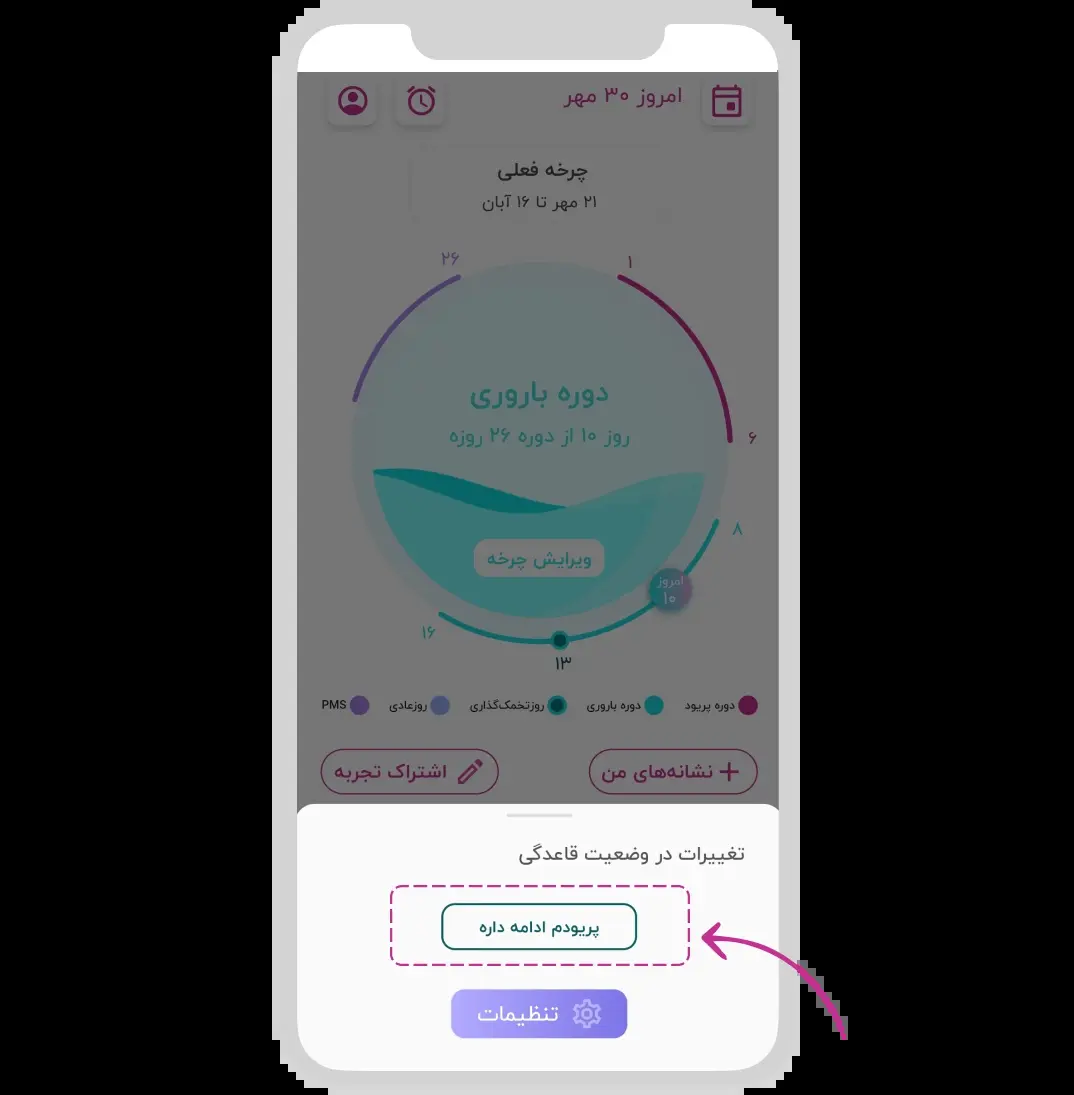 امروز ۳۰ مهر
چرخه فعلی
۲۱ مهر تا ۱۶ آبان
۱
۲۶
دوره باروری
روز ۱۰ از دوره ۲۶ روزه
۶
۸
ویرایش چرخه
امروز
۱۰
۱۶
۱۳
دوره پریود
دوره باروری
روزتخمک‌گذاری
روزعادی
PMS
نشانه‌های من
اشتراک تجربه
تغییرات در وضعیت قاعدگی
پریودم ادامه داره
تنظیمات